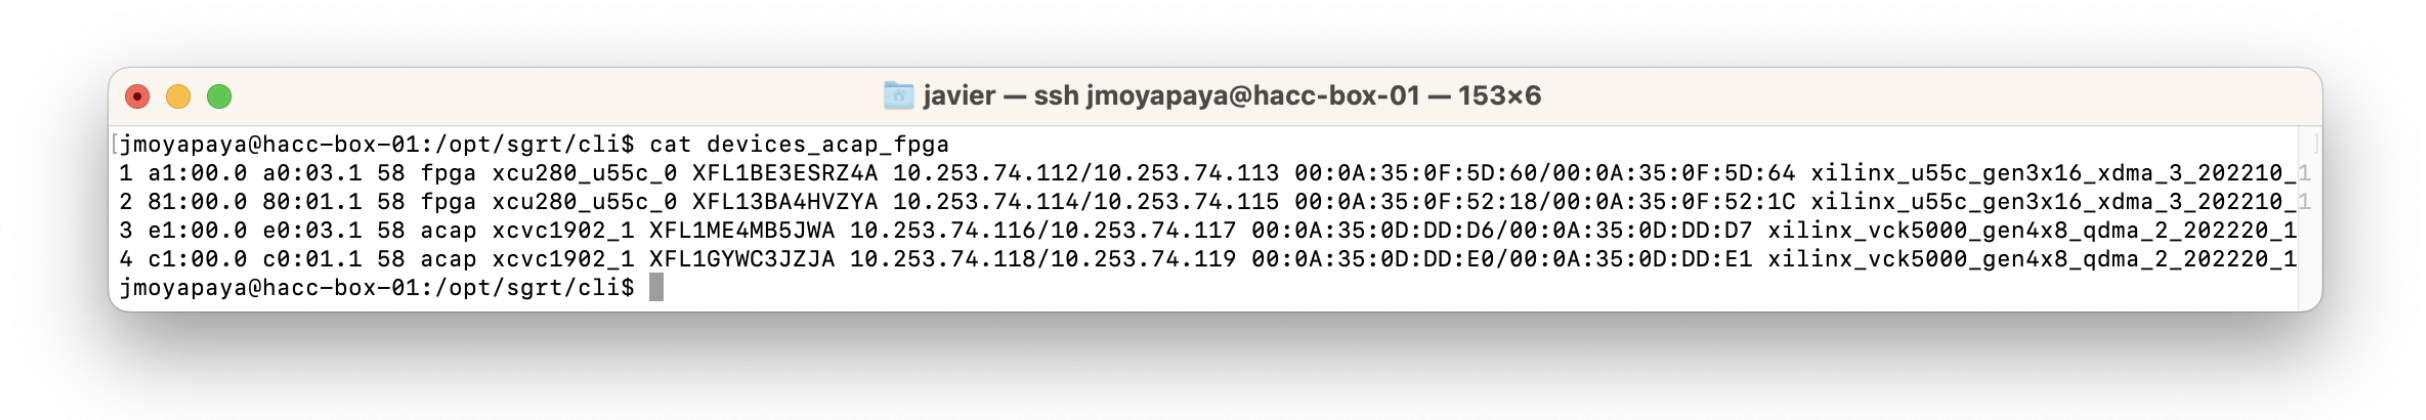 javier — ssh jmoyapaya@hacc-box-01 — 153×6
[jmoyapaya@hacc-box-01:/opt/sgrt/cli$ cat devices_acap_fpga ]
1 a1:00.0 a0:03.1 58 fpga xcu280_u55c_0 XFL1BE3ESRZ4A 10.253.74.112/10.253.74.113 00:0A:35:0F:5D:60/00:0A:35:0F:5D:64 xilinx_u55c_gen3x16_xdma_3_202210_1
2 81:00.0 80:01.1 58 fpga xcu280_u55c_0 XFL13BA4HVZYA 10.253.74.114/10.253.74.115 00:0A:35:0F:52:18/00:0A:35:0F:52:1C xilinx_u55c_gen3x16_xdma_3_202210_1
3 e1:00.0 e0:03.1 58 acap xcvc1902_1 XFL1ME4MB5JWA 10.253.74.116/10.253.74.117 00:0A:35:0D:DD:D6/00:0A:35:0D:DD:D7 xilinx_vck5000_gen4x8_qdma_2_202220_1
4 c1:00.0 c0:01.1 58 acap xcvc1902_1 XFL1GYWC3JZJA 10.253.74.118/10.253.74.119 00:0A:35:0D:DD:E0/00:0A:35:0D:DD:E1 xilinx_vck5000_gen4x8_qdma_2_202220_1
jmoyapaya@hacc-box-01:/opt/sgrt/cli$